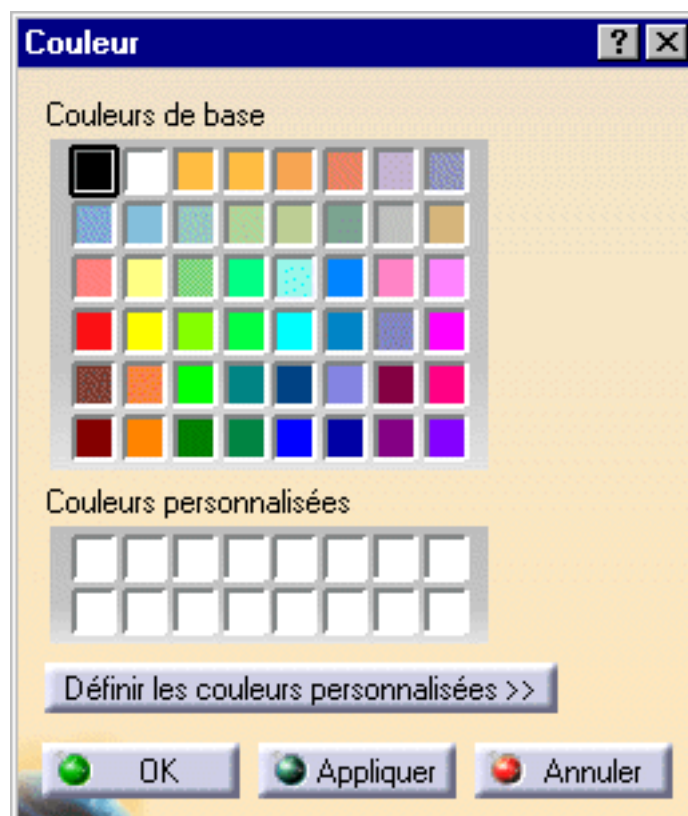 Couleur
Couleurs de base
Couleurs personnalisées
Définir les couleurs personnalisées >>
OK
Appliquer
Annuler